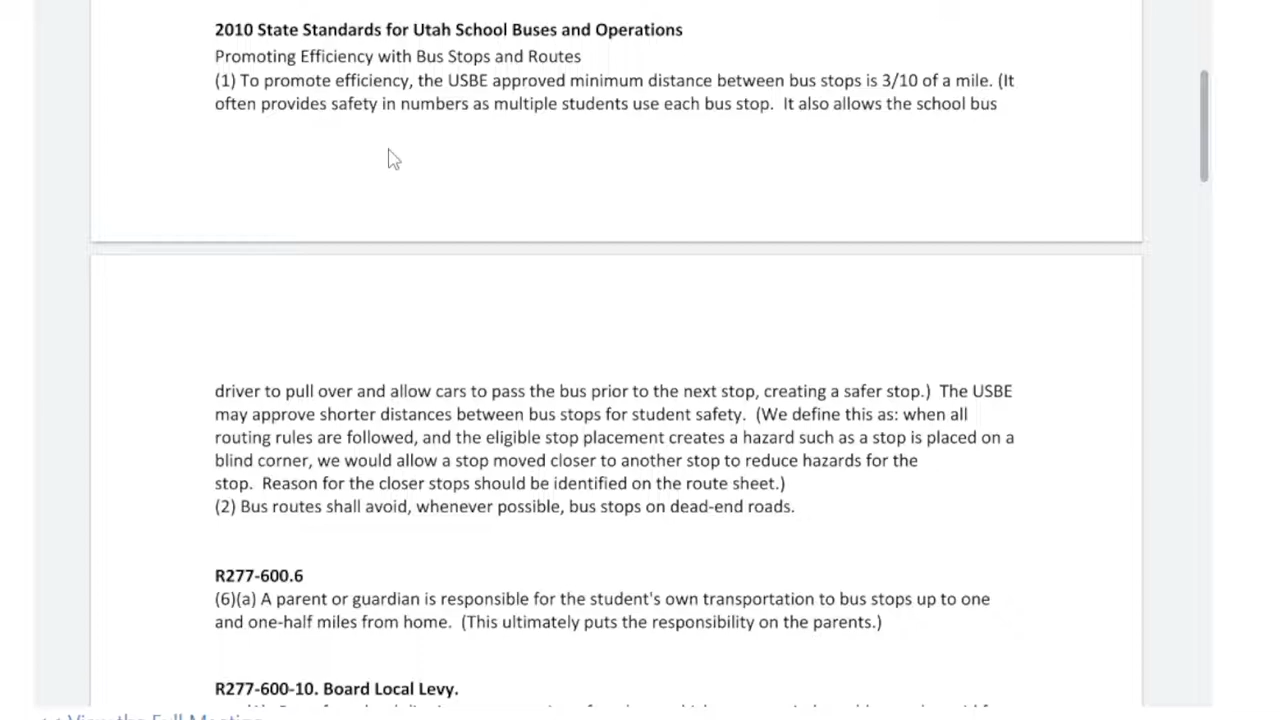 2010 State Standards for Utah School Buses and Operations
Promoting Efficiency with Bus Stops and Routes
(1) To promote efficiency, the USBE approved minimum distance between bus stops is 3/10 of a mile. (It
often provides safety in numbers as multiple students use each bus stop.  It also allows the school bus
driver to pull over and allow cars to pass the bus prior to the next stop, creating a safer stop.)  The USBE
may approve shorter distances between bus stops for student safety.  (We define this as: when all
routing rules are followed, and the eligible stop placement creates a hazard such as a stop is placed on a
blind corner, we would allow a stop moved closer to another stop to reduce hazards for the
stop.  Reason for the closer stops should be identified on the route sheet.)
(2) Bus routes shall avoid, whenever possible, bus stops on dead-end roads.
R277-600.6
(6)(a) A parent or guardian is responsible for the student's own transportation to bus stops up to one
and one-half miles from home.  (This ultimately puts the responsibility on the parents.)
R277-600-10. Board Local Levy.
View the Full Meeting